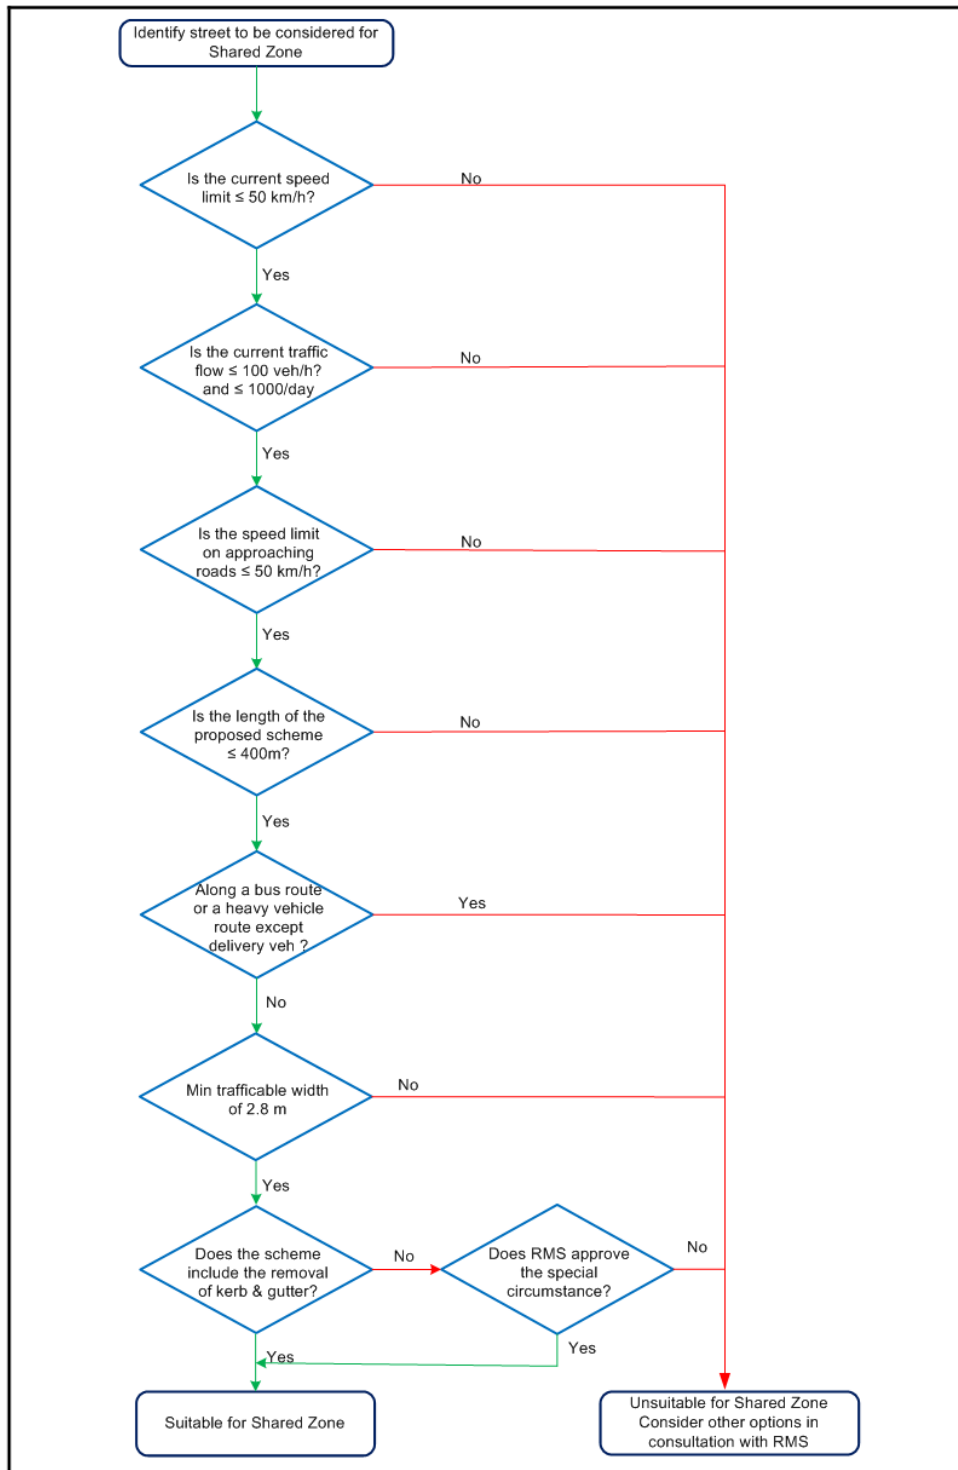 Identify street to be considered for
Shared Zone
Is the current speed
limit ≤ 50 km/h?
No
Yes
Is the current traffic
flow ≤ 100 veh/h?
and ≤ 1000/day
No
Yes
Is the speed limit
on approaching
roads ≤ 50 km/h?
No
Yes
Is the length of the
proposed scheme
≤ 400m?
No
Yes
Along a bus route
or a heavy vehicle
route except
delivery veh ?
Yes
No
Min trafficable width
of 2.8 m
No
Yes
Does the scheme
include the removal
of kerb & gutter?
No
Does RMS approve
the special
circumstance?
No
Yes
Yes
Suitable for Shared Zone
Unsuitable for Shared Zone
Consider other options in
consultation with RMS